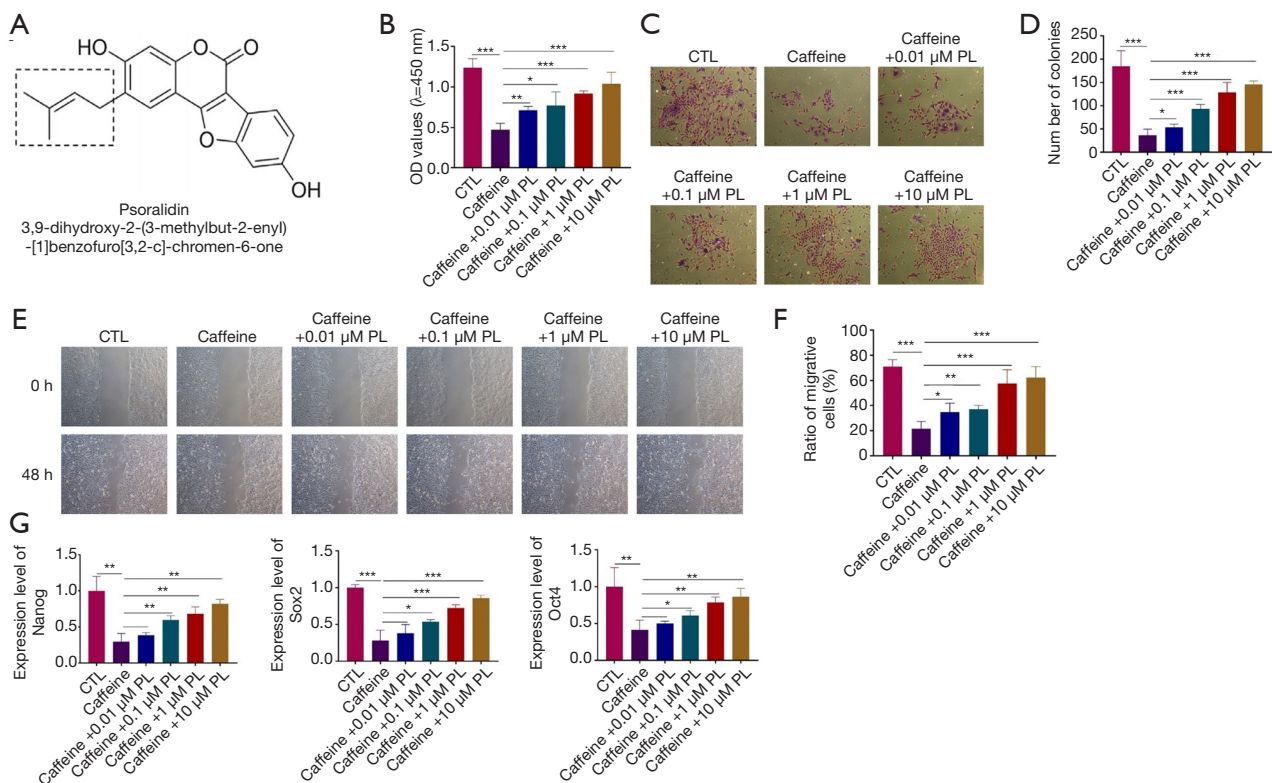 A
HO
O
O
O
OH
Psoralidin
3,9-dihydroxy-2-(3-methylbut-2-enyl)
-[1]benzofuro[3,2-c]-chromen-6-one
B
OD values (λ=450 nm)
1.5
1.0
0.5
0.0
***
***
***
*
**
CTL
Caffeine
Caffeine +0.01 μM PL
Caffeine +0.1 μM PL
Caffeine +1 μM PL
Caffeine +10 μM PL
C
CTL
Caffeine
Caffeine
+0.01 μM PL
Caffeine
+0.1 μM PL
Caffeine
+1 μM PL
Caffeine
+10 μM PL
D
Num ber of colonies
250
200
150
100
50
0
***
***
***
***
*
CTL
Caffeine
Caffeine +0.01 μM PL
Caffeine +0.1 μM PL
Caffeine + 1 μM PL
Caffeine +10 μM PL
E
CTL
Caffeine
Caffeine
+0.01 μM PL
Caffeine
+0.1 μM PL
Caffeine
+1 μM PL
Caffeine
+10 μM PL
0 h
48 h
F
Ratio of migrative
cells (%)
100
80
60
40
20
0
***
***
***
**
*
CTL
Caffeine
Caffeine +0.01 μM PL
Caffeine +0.1 μM PL
Caffeine +1 μM PL
Caffeine +10 μM PL
G
Expression level of
Nanog
1.5
1.0
0.5
0.0
**
**
**
**
CTL
Caffeine
Caffeine +0.01 μM PL
Caffeine +0.1 μM PL
Caffeine +1 μM PL
Caffeine +10 μM PL
Expression level of
Sox2
1.5
1.0
0.5
0.0
***
***
***
*
CTL
Caffeine
Caffeine +0.01 μM PL
Caffeine +0.1 μM PL
Caffeine +1 μM PL
Caffeine +10 μM PL
Expression level of
Oct4
1.5
1.0
0.5
0.0
**
**
**
*
CTL
Caffeine
Caffeine +0.01 μM PL
Caffeine +0.1 μM PL
Caffeine +1 μM PL
Caffeine +10 μM PL